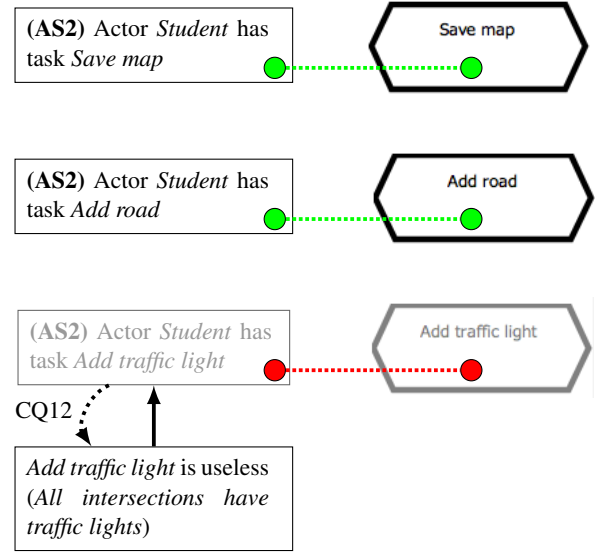 (AS2) Actor Student has
task Save map
Save map
(AS2) Actor Student has
task Add road
Add road
(AS2) Actor Student has
task Add traffic light
Add traffic light
CQ12
Add traffic light is useless
(All intersections have
traffic lights)